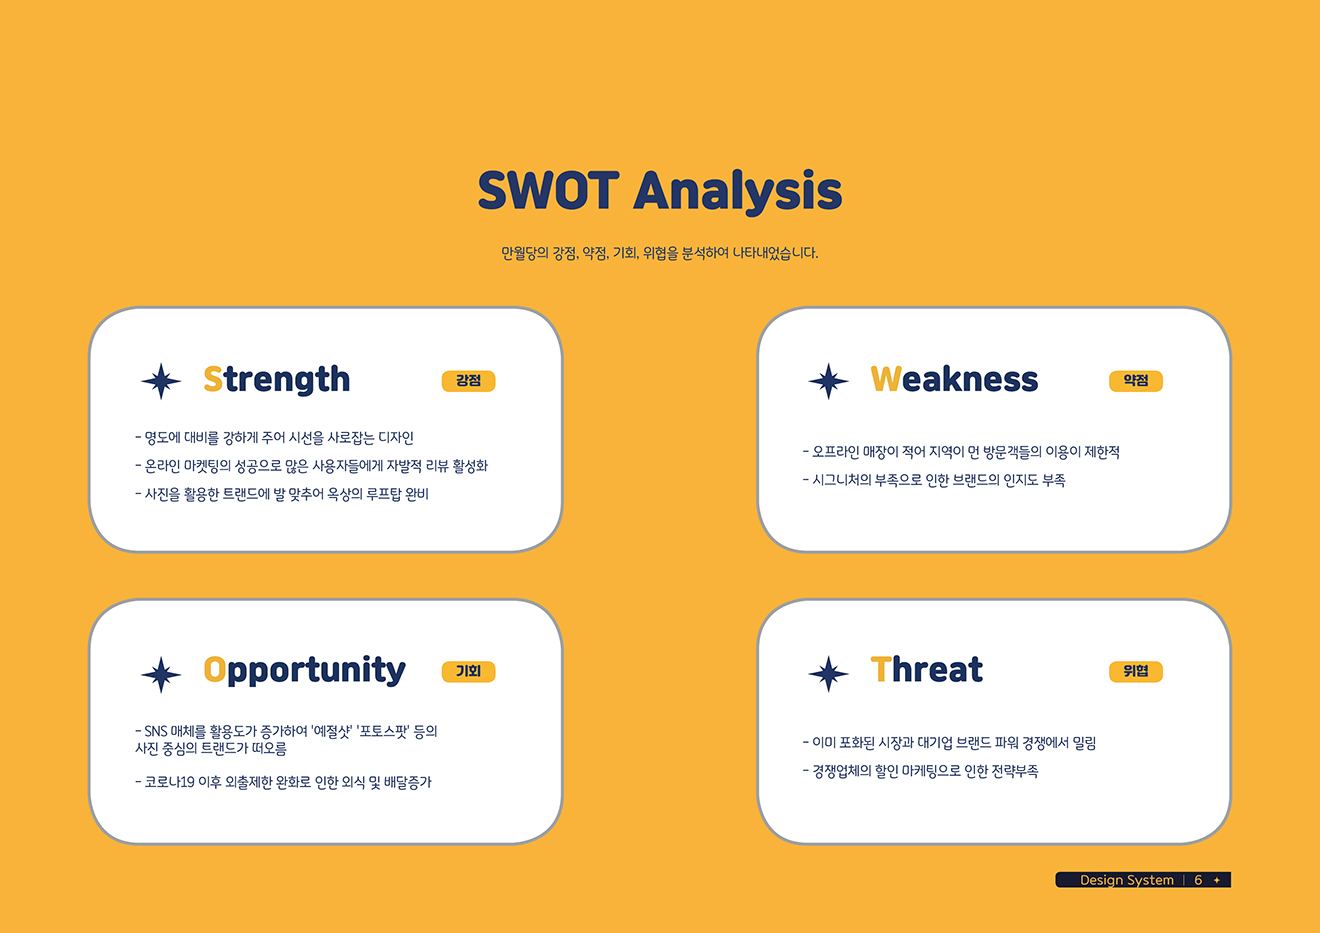 SWOT Analysis
만월당의 강점, 약점, 기회, 위협을 분석하여 나타내었습니다.
Strength
강점
- 명도에 대비를 강하게 주어 시선을 사로잡는 디자인
- 온라인 마켓팅의 성공으로 많은 사용자들에게 자발적 리뷰 활성화
- 사진을 활용한 트랜드에 발 맞추어 옥상의 루프탑 완비
Weakness
약점
- 오프라인 매장이 적어 지역이 먼 방문객들의 이용이 제한적
- 시그니처의 부족으로 인한 브랜드의 인지도 부족
Opportunity
기회
- SNS 매체를 활용도가 증가하여 '예절샷' '포토스팟' 등의
사진 중심의 트랜드가 떠오름
- 코로나19 이후 외출제한 완화로 인한 외식 및 배달증가
Threat
위협
- 이미 포화된 시장과 대기업 브랜드 파워 경쟁에서 밀림
- 경쟁업체의 할인 마케팅으로 인한 전략부족
Design System | 6